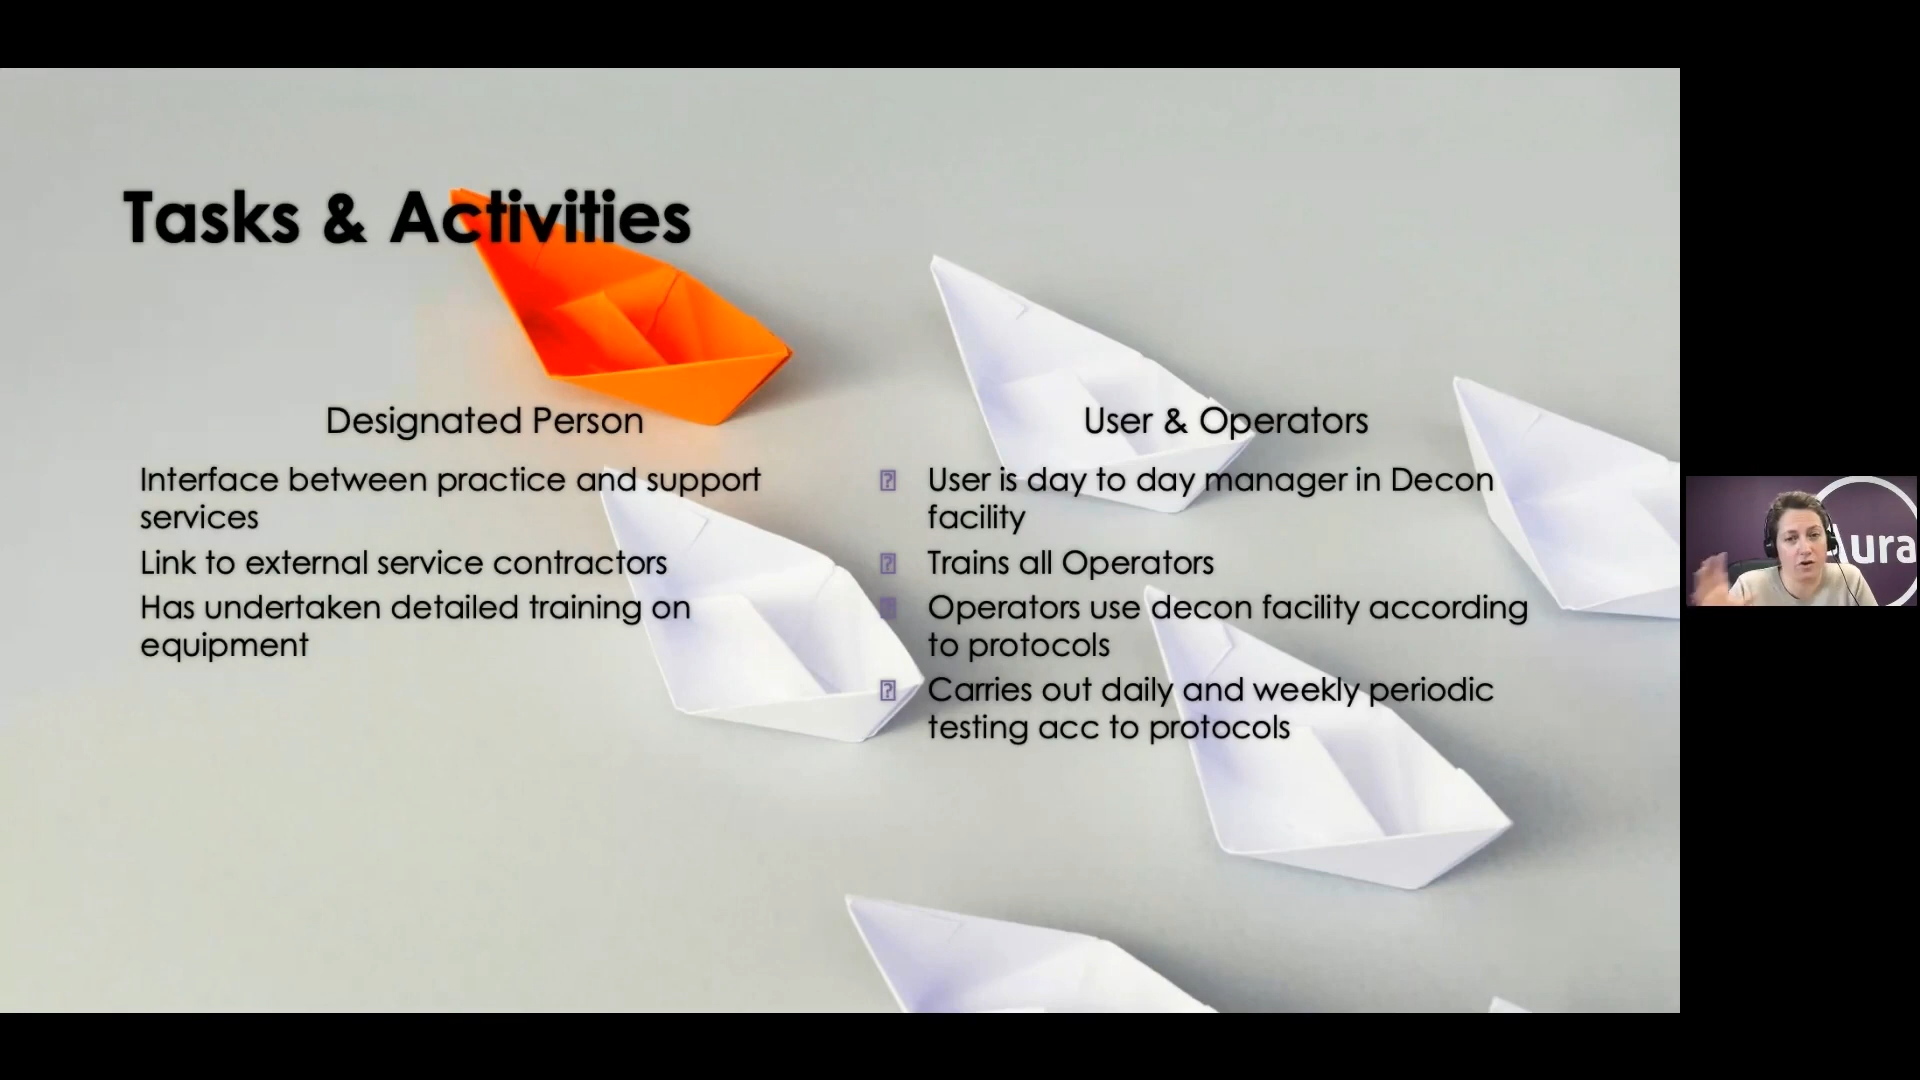 Tasks & Activities
Designated Person
Interface between practice and support
services
Link to external service contractors
Has undertaken detailed training on
equipment
User & Operators
User is day to day manager in Decon
facility
Trains all Operators
Operators use decon facility according
to protocols
Carries out daily and weekly periodic
testing acc to protocols